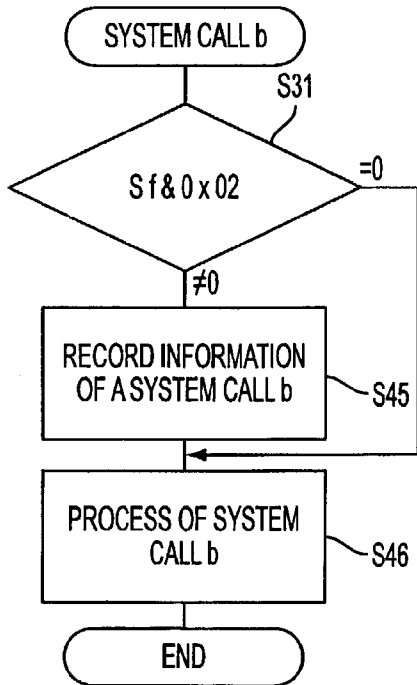 SYSTEM CALL b
S31
S f & 0 x 02
=0
≠0
RECORD INFORMATION
OF A SYSTEM CALL b
S45
PROCESS OF SYSTEM
CALL b
S46
END